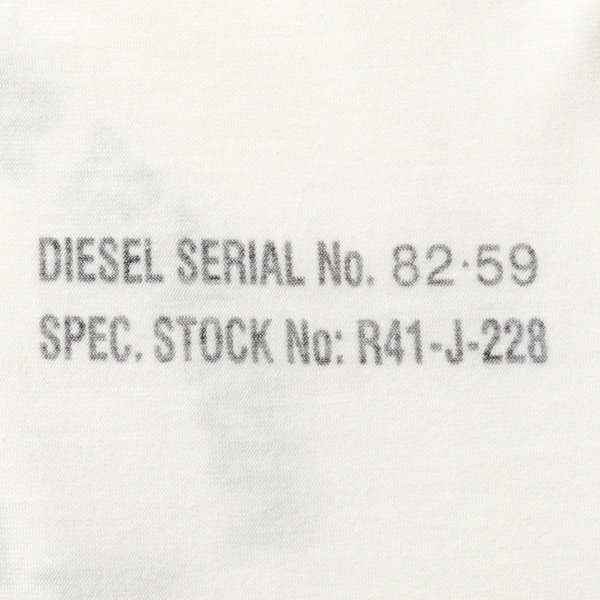 DIESEL SERIAL No. 82·59
SPEC. STOCK No: R41-J-228